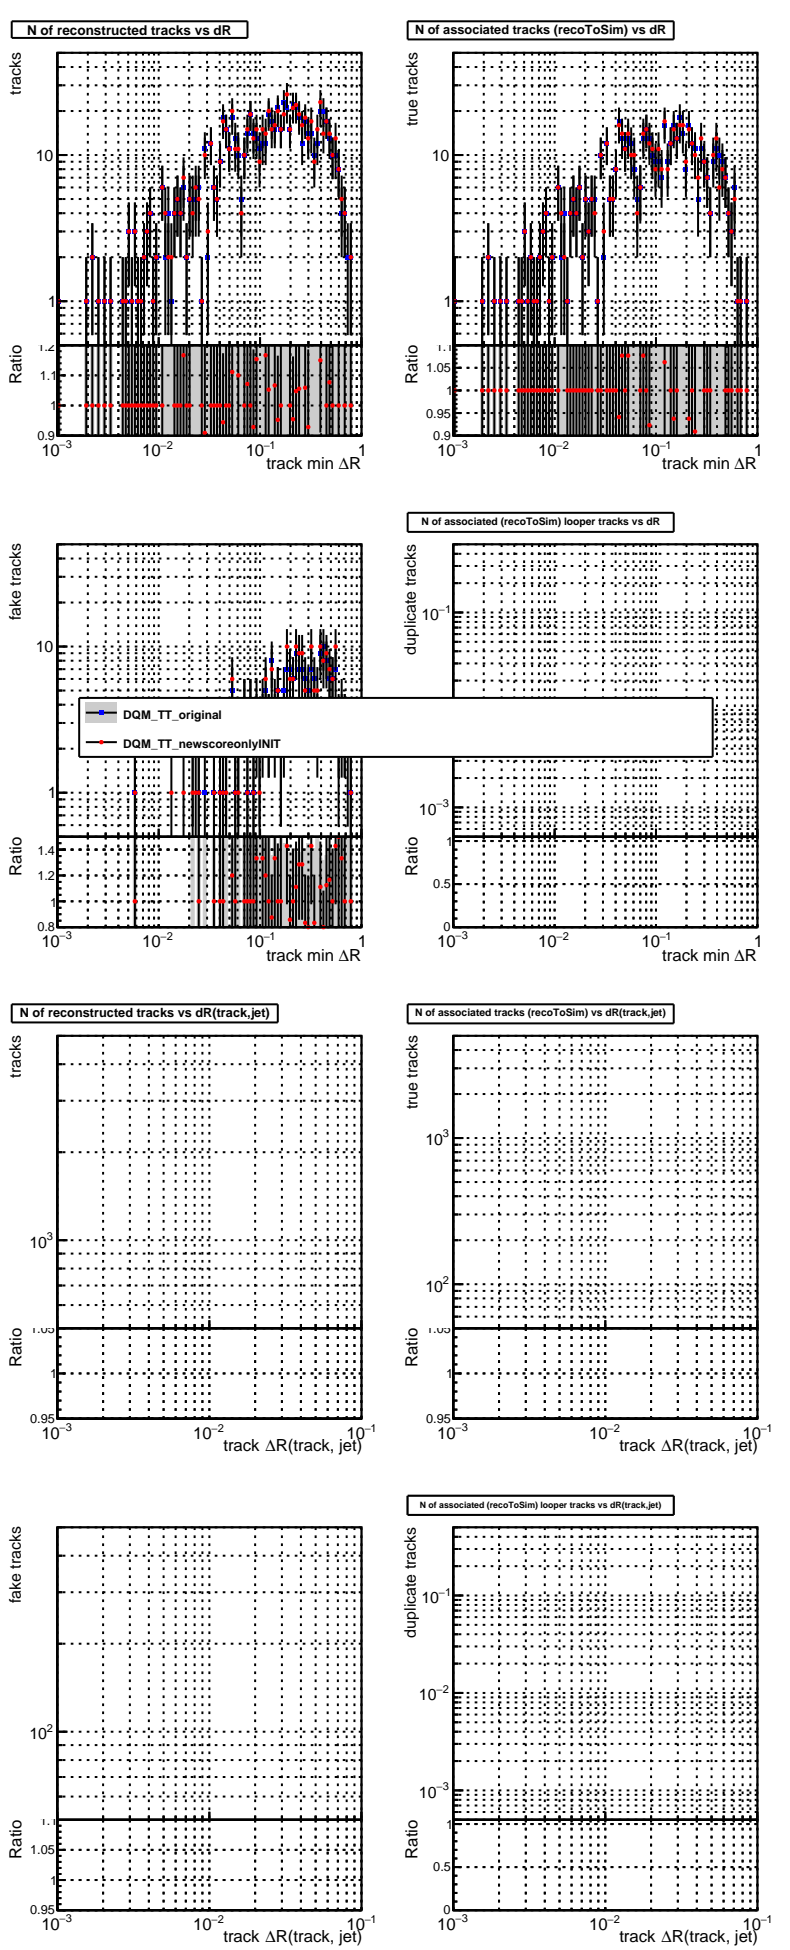 N of reconstructed tracks vs dR
tracks
10
1
Ratio
1.2
1.1
1
0.9
10⁻³ 10⁻² 10⁻¹ 1
track min ΔR
N of associated tracks (recoToSim) vs dR
true tracks
10
1
Ratio
1.1
1.05
1
0.95
0.9
10⁻³ 10⁻² 10⁻¹ 1
track min ΔR
fake tracks
10
1
Ratio
1.4
1.2
1
0.8
10⁻³ 10⁻² 10⁻¹ 1
track min ΔR
N of associated (recoToSim) looper tracks vs dR
duplicate tracks
10⁻¹
10⁻³
Ratio
1
0.5
0
10⁻³ 10⁻² 10⁻¹ 1
track min ΔR
DQM_TT_original
DQM_TT_newscoreonlyINIT
N of reconstructed tracks vs dR(track,jet)
tracks
10³
Ratio
1.05
1
0.95
10⁻³ 10⁻² 10⁻¹
track ΔR(track, jet)
N of associated tracks (recoToSim) vs dR(track,jet)
true tracks
10³
10²
Ratio
1.05
1
0.95
10⁻³ 10⁻² 10⁻¹
track ΔR(track, jet)
fake tracks
10²
Ratio
1.1
1.05
1
0.95
10⁻³ 10⁻² 10⁻¹
track ΔR(track, jet)
N of associated (recoToSim) looper tracks vs dR(track,jet)
duplicate tracks
10⁻¹
10⁻²
10⁻³
Ratio
1
0.5
0
10⁻³ 10⁻² 10⁻¹
track ΔR(track, jet)